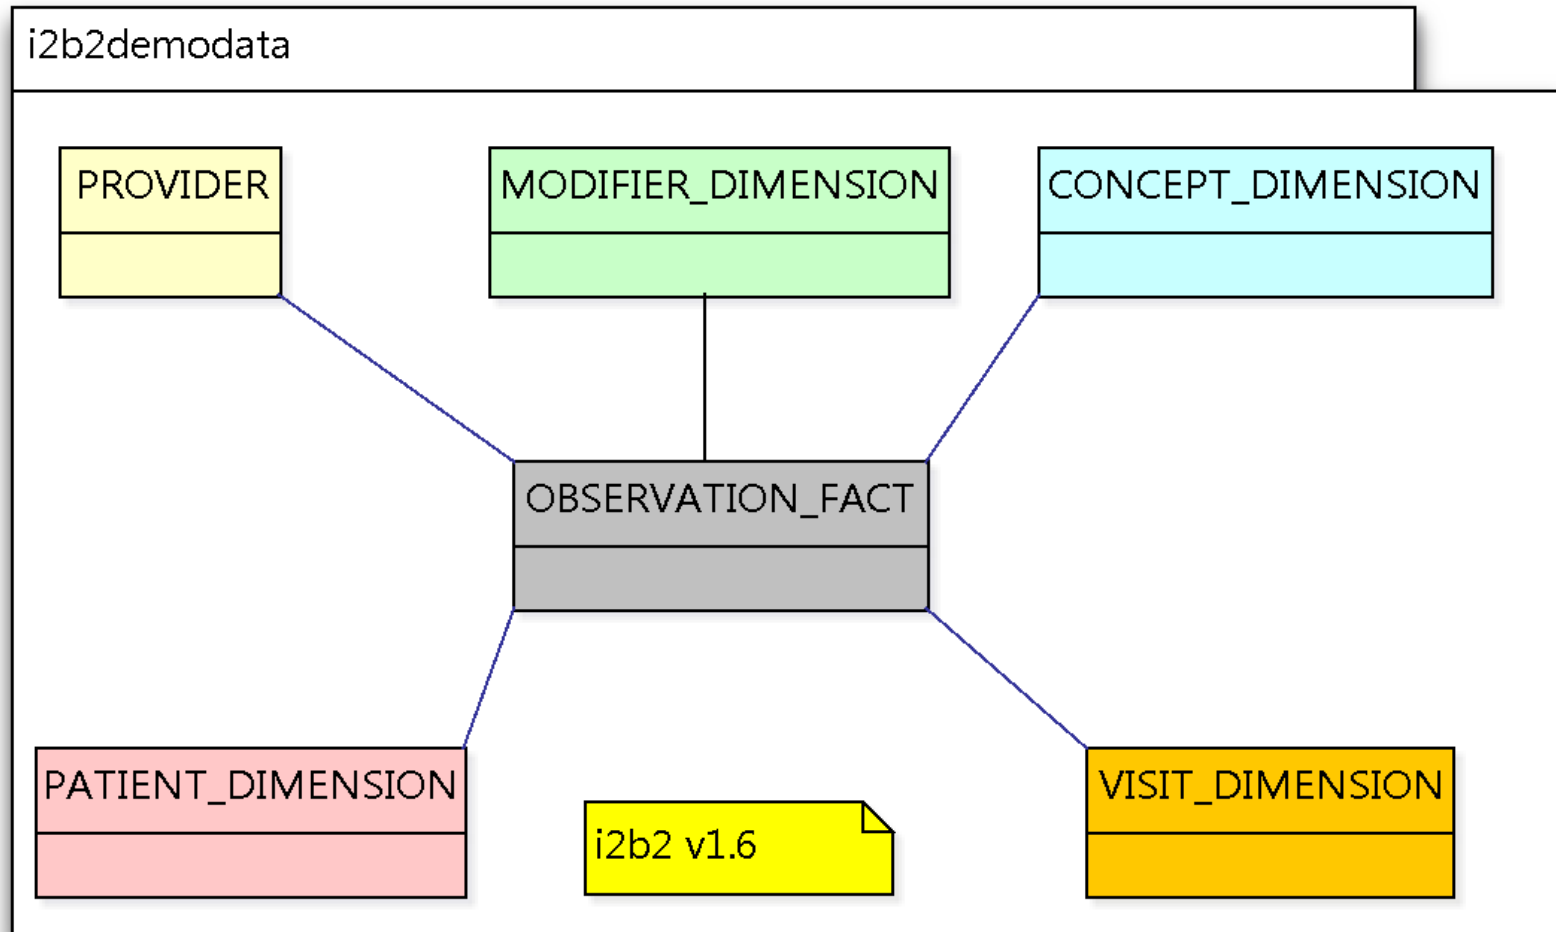 i2b2demodata
PROVIDER
MODIFIER_DIMENSION
CONCEPT_DIMENSION
OBSERVATION_FACT
PATIENT_DIMENSION
i2b2 v1.6
VISIT_DIMENSION